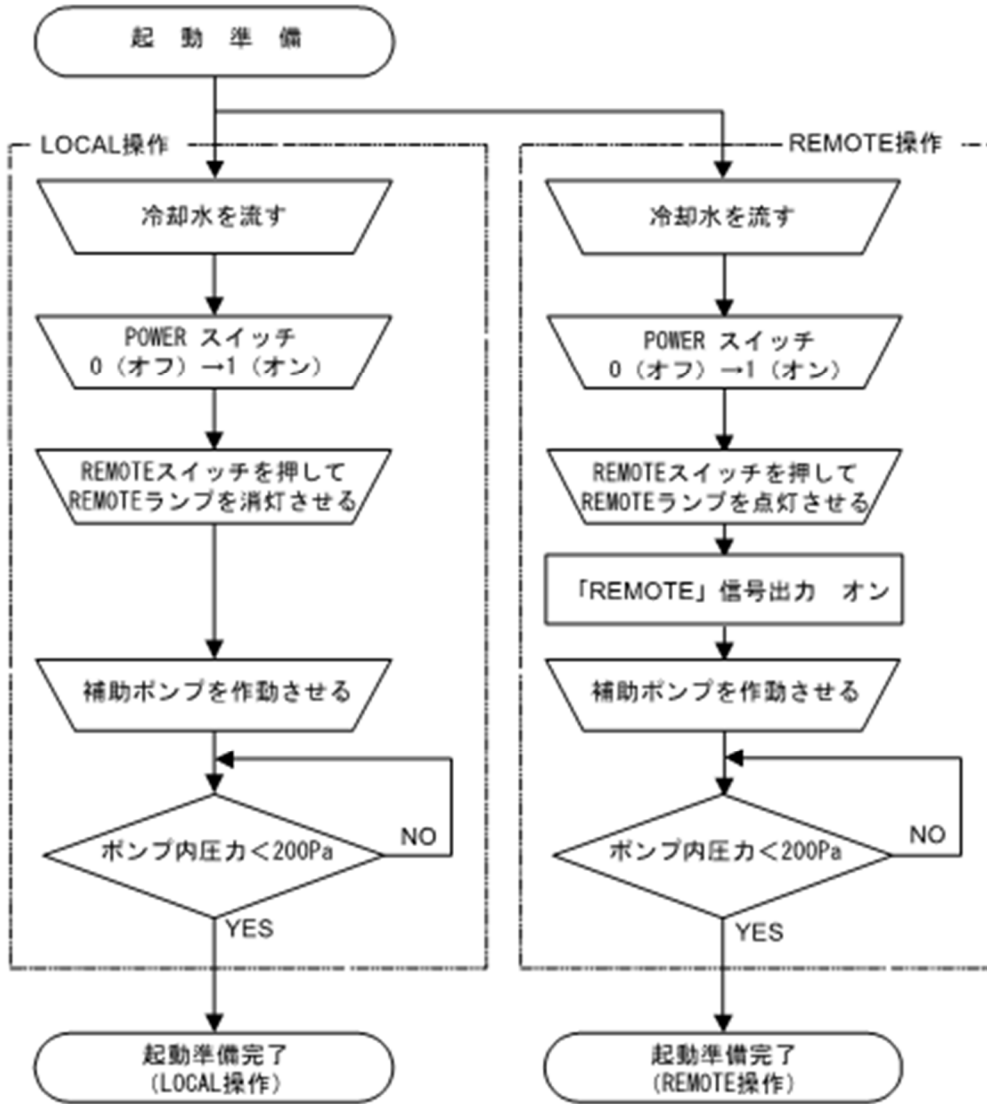 起 動 準 備
LOCAL操作
冷却水を流す
POWER スイッチ
0（オフ）→1（オン）
REMOTEスイッチを押して
REMOTEランプを消灯させる
補助ポンプを作動させる
ポンプ内圧力＜200Pa
NO
YES
起動準備完了
(LOCAL操作)
REMOTE操作
冷却水を流す
POWER スイッチ
0（オフ）→1（オン）
REMOTEスイッチを押して
REMOTEランプを点灯させる
「REMOTE」信号出力　オン
補助ポンプを作動させる
ポンプ内圧力＜200Pa
NO
YES
起動準備完了
(REMOTE操作)